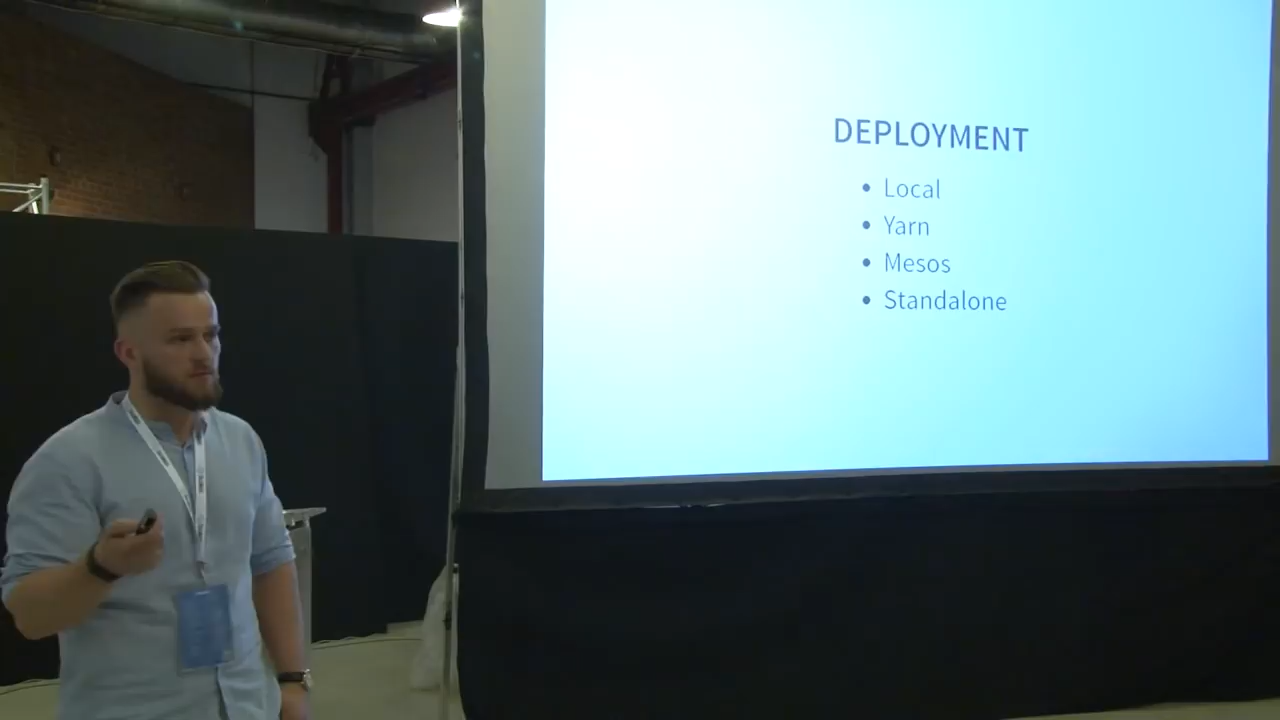 DEPLOYMENT
• Local
• Yarn
• Mesos
• Standalone